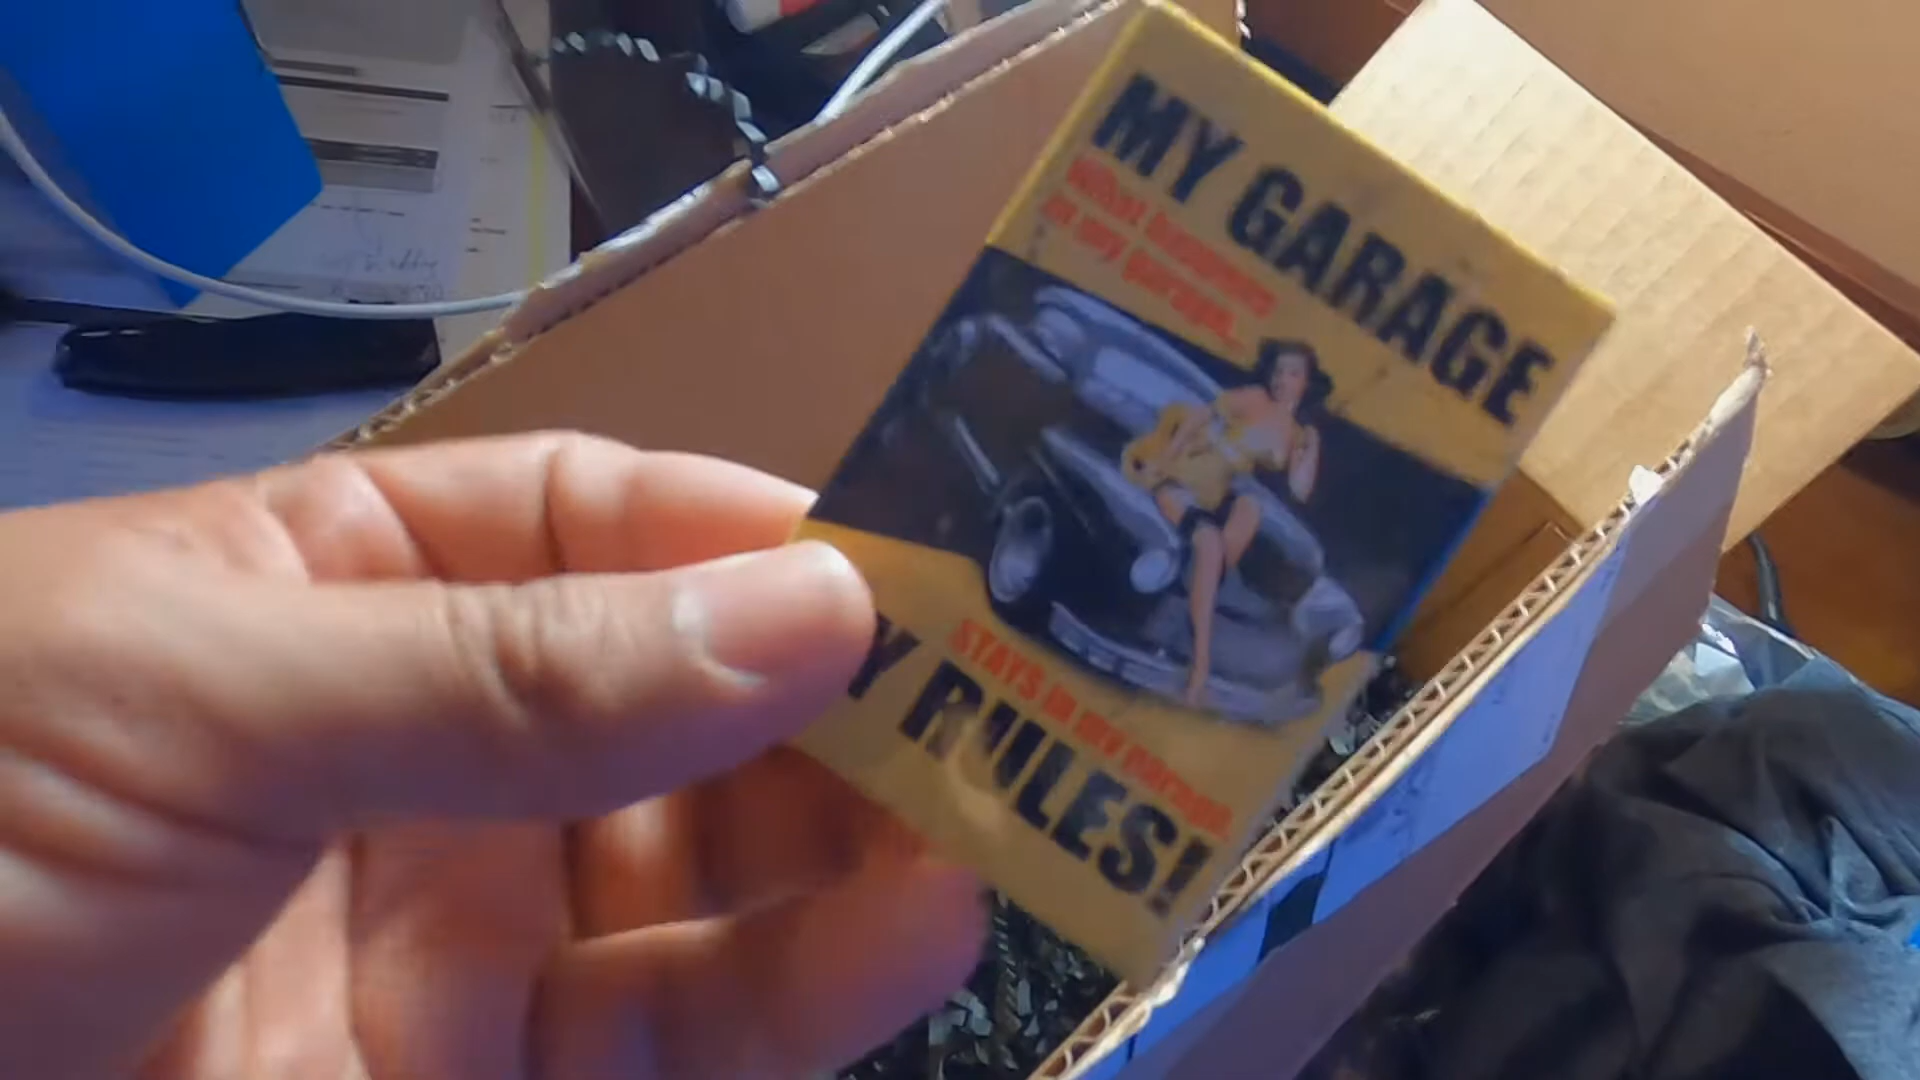 MY GARAGE
What happens
in my garage...
STAYS in my garage!
Y RULES!